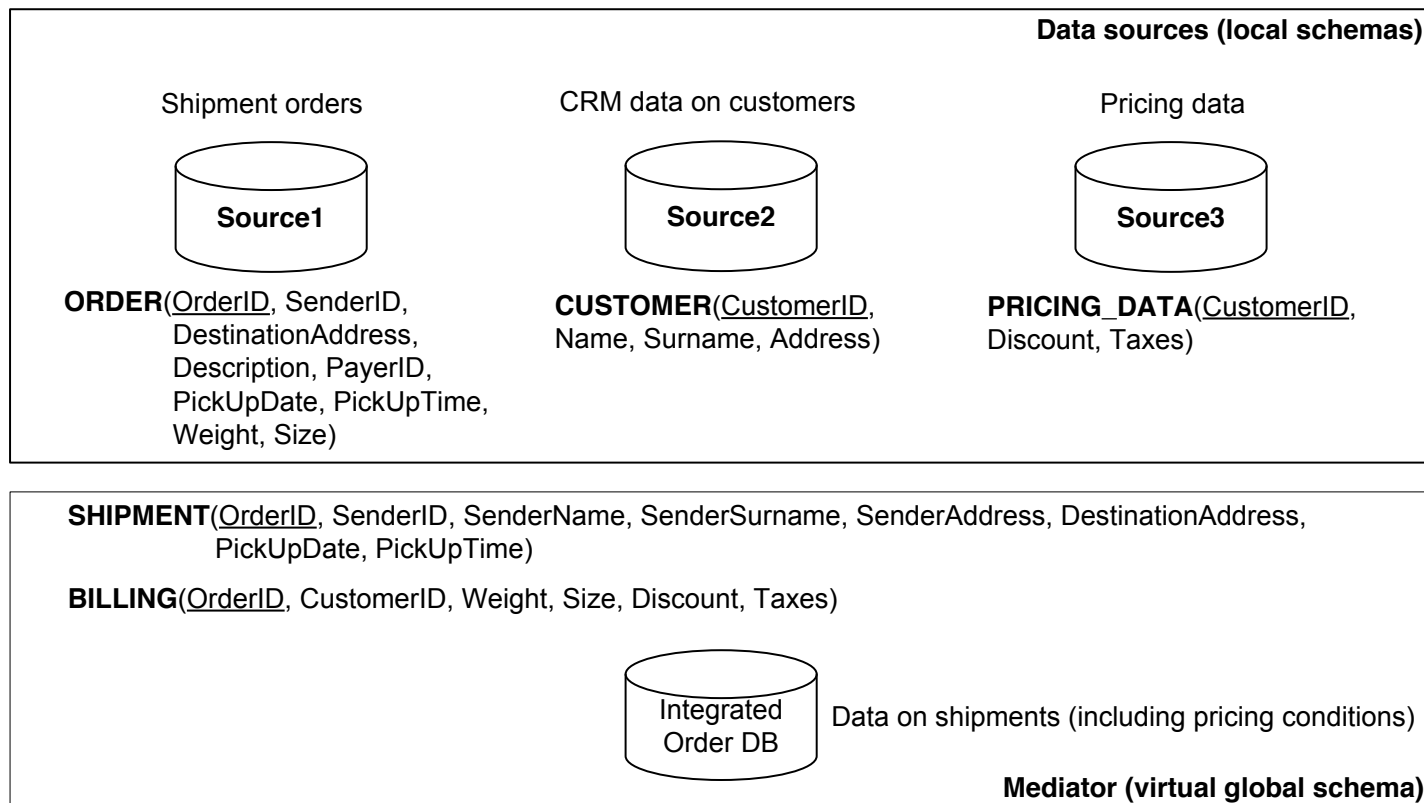 Data sources (local schemas)
Shipment orders
CRM data on customers
Pricing data
Source1
Source2
Source3
ORDER(OrderID, SenderID,
DestinationAddress,
Description, PayerID,
PickUpDate, PickUpTime,
Weight, Size)
CUSTOMER(CustomerID,
Name, Surname, Address)
PRICING_DATA(CustomerID,
Discount, Taxes)
SHIPMENT(OrderID, SenderID, SenderName, SenderSurname, SenderAddress, DestinationAddress,
PickUpDate, PickUpTime)
BILLING(OrderID, CustomerID, Weight, Size, Discount, Taxes)
Integrated
Order DB
Data on shipments (including pricing conditions)
Mediator (virtual global schema)